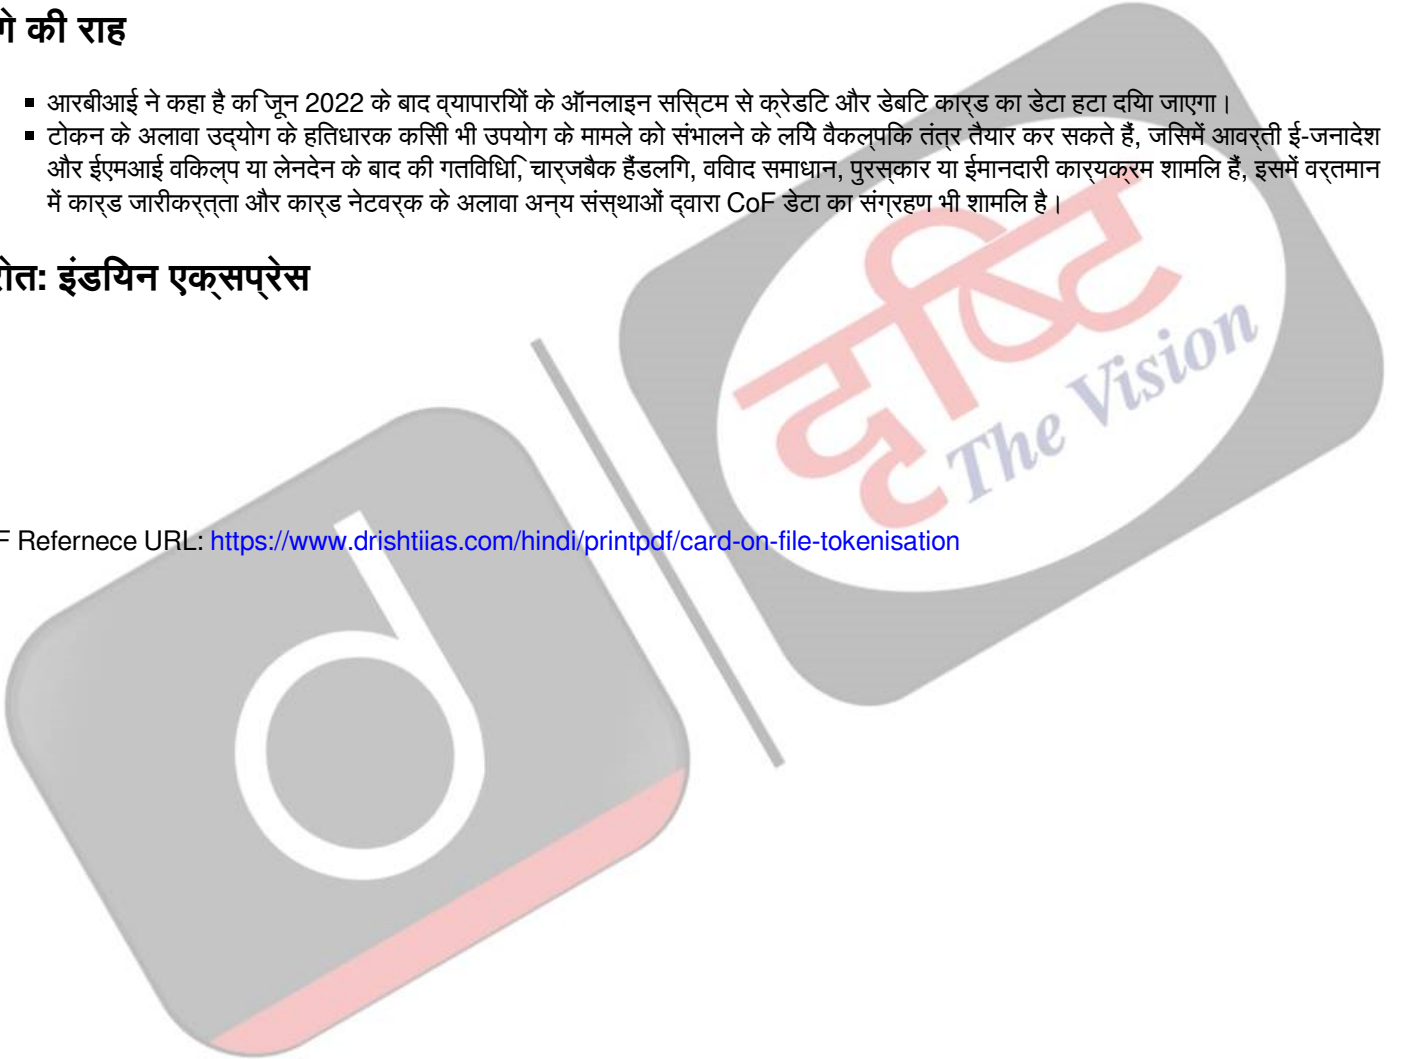 गे की राह
▪ आरबीआई ने कहा है कि जून 2022 के बाद व्यापारियों के ऑनलाइन सिस्टम से क्रेडिट और डेबिट कार्ड का डेटा हटा दिया जाएगा।
▪ टोकन के अलावा उद्योग के हितधारक किसी भी उपयोग के मामले को संभालने के लिये वैकल्पिक तंत्र तैयार कर सकते हैं, जिसमें आवर्ती ई-जनादेश
और ईएमआई विकल्प या लेनदेन के बाद की गतिविधि, चार्जबैक हैंडलिंग, विवाद समाधान, पुरस्कार या ईमानदारी कार्यक्रम शामिल हैं, इसमें वर्तमान
में कार्ड जारीकर्त्ता और कार्ड नेटवर्क के अलावा अन्य संस्थाओं द्वारा CoF डेटा का संग्रहण भी शामिल है।
रोत: इंडियन एक्सप्रेस
दृष्टि
The Vision
F Refernece URL: https://www.drishtiias.com/hindi/printpdf/card-on-file-tokenisation
d